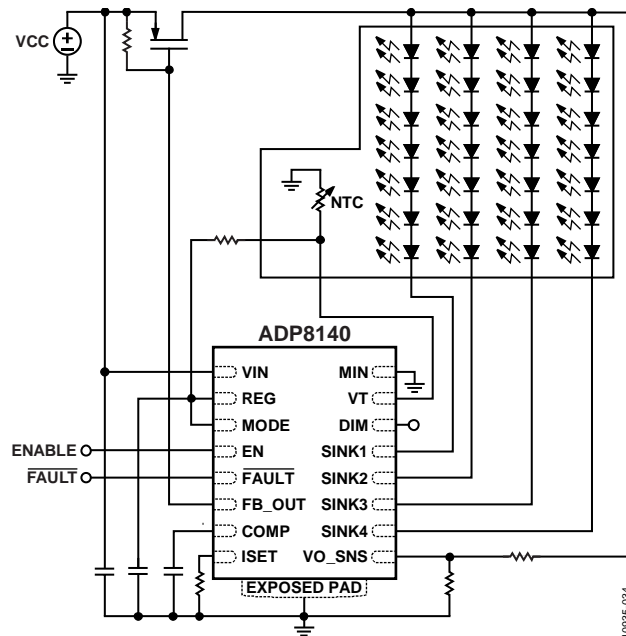 VCC
NTC
ADP8140
VIN
REG
MODE
EN
FAULT
FB_OUT
COMP
ISET
MIN
VT
DIM
SINK1
SINK2
SINK3
SINK4
VO_SNS
EXPOSED PAD
ENABLE
FAULT